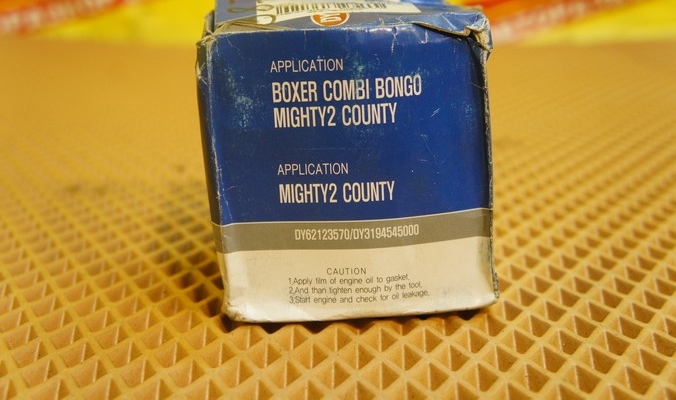 APPLICATION
BOXER COMBI BONGO
MIGHTY2 COUNTY
APPLICATION
MIGHTY2 COUNTY
DY62123570/DY3194545000
CAUTION
1,Apply film of engine oil to gasket,
2,And than tighten enough by the tool,
3,Start engine and check for oil leakage,